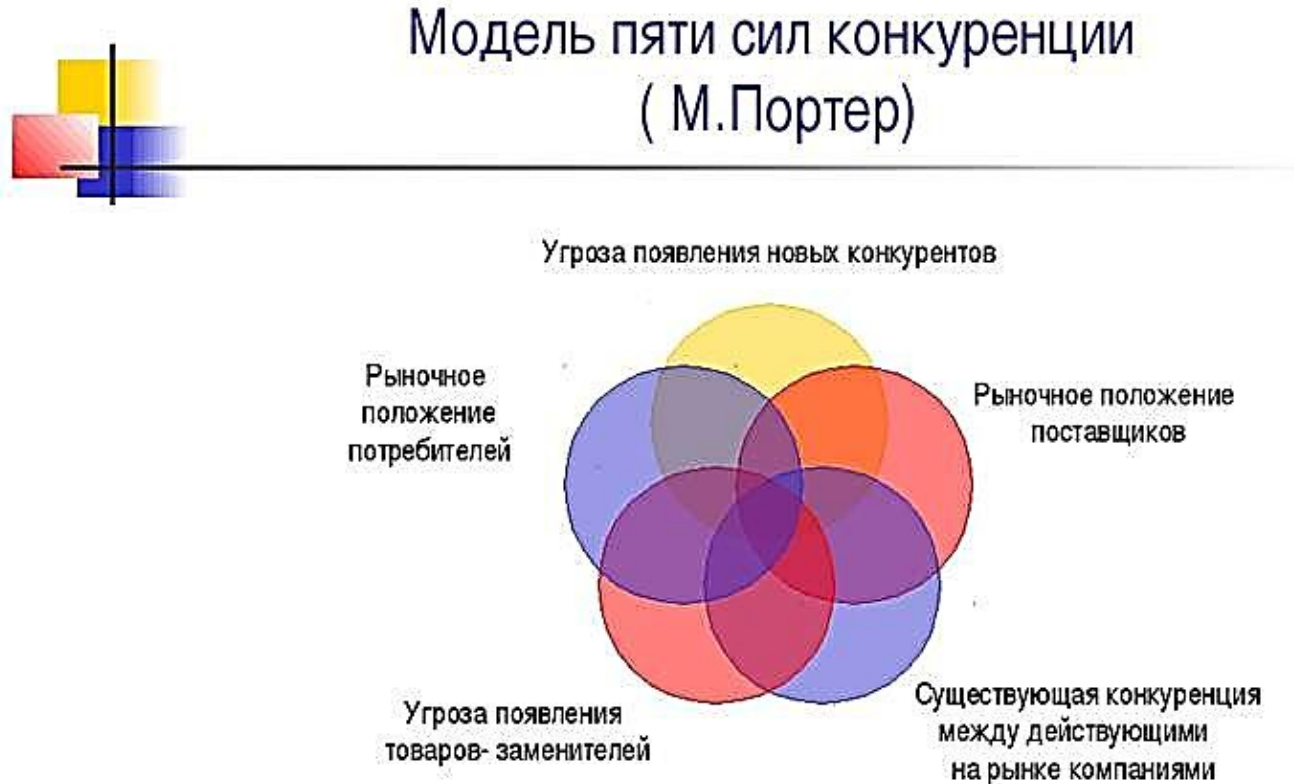 Модель пяти сил конкуренции
( М.Портер)
Угроза появления новых конкурентов
Рыночное
положение
потребителей
Рыночное положение
поставщиков
Угроза появления
товаров- заменителей
Существующая конкуренция
между действующими
на рынке компаниями